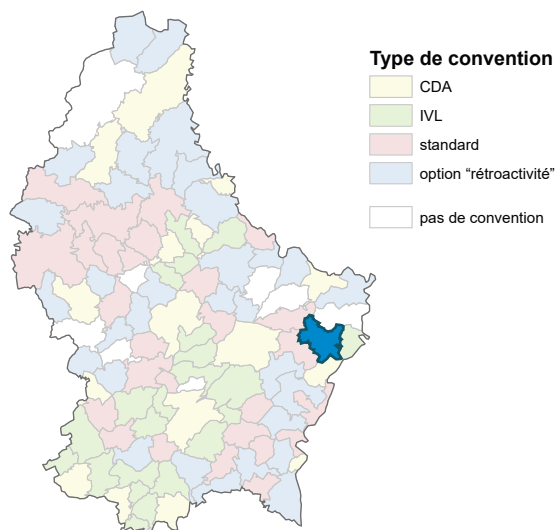 Type de convention
CDA
IVL
standard
option “rétroactivité”
pas de convention